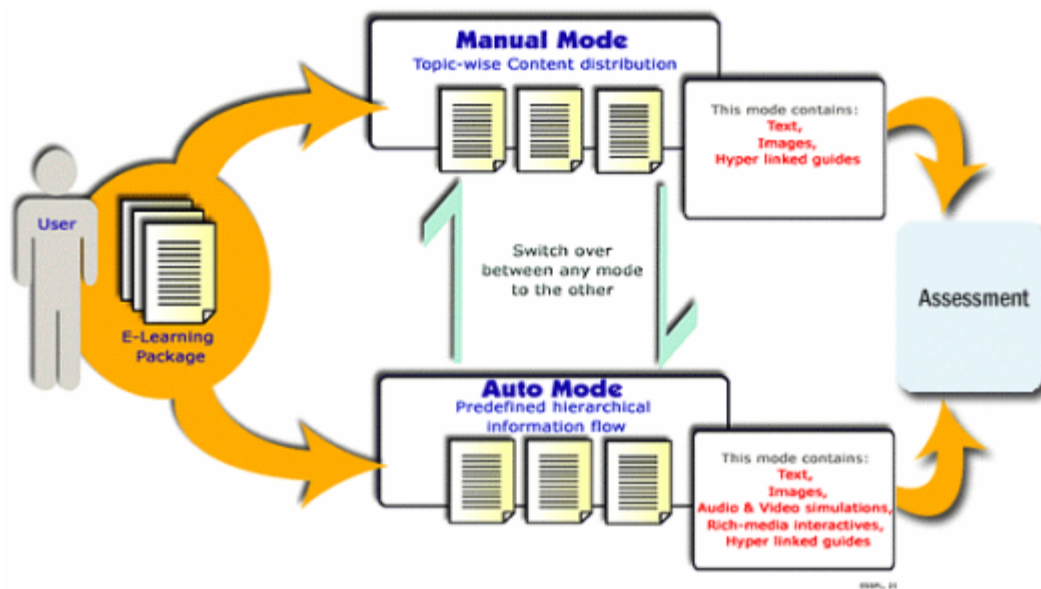 Manual Mode
Topic-wise Content distribution
This mode contains:
Text,
Images,
Hyper linked guides
User
E-Learning
Package
Switch over
between any mode
to the other
Assessment
Auto Mode
Predefined hierarchical
information flow
This mode contains:
Text,
Images,
Audio & Video simulations,
Rich-media interactives,
Hyper linked guides